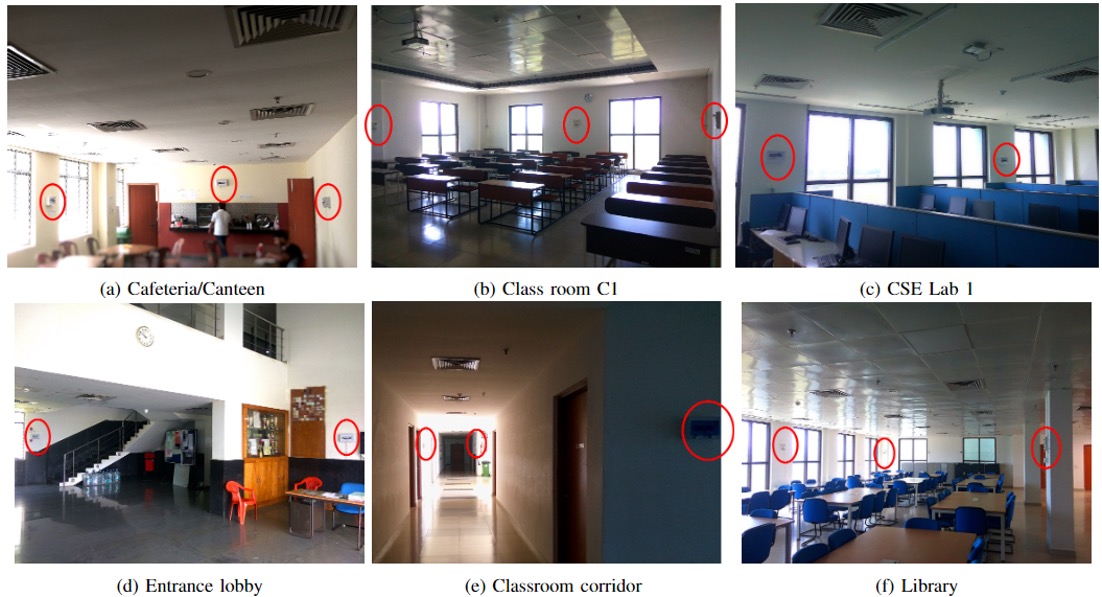 (a) Cafeteria/Canteen
(b) Class room C1
(c) CSE Lab 1
(d) Entrance lobby
(e) Classroom corridor
(f) Library